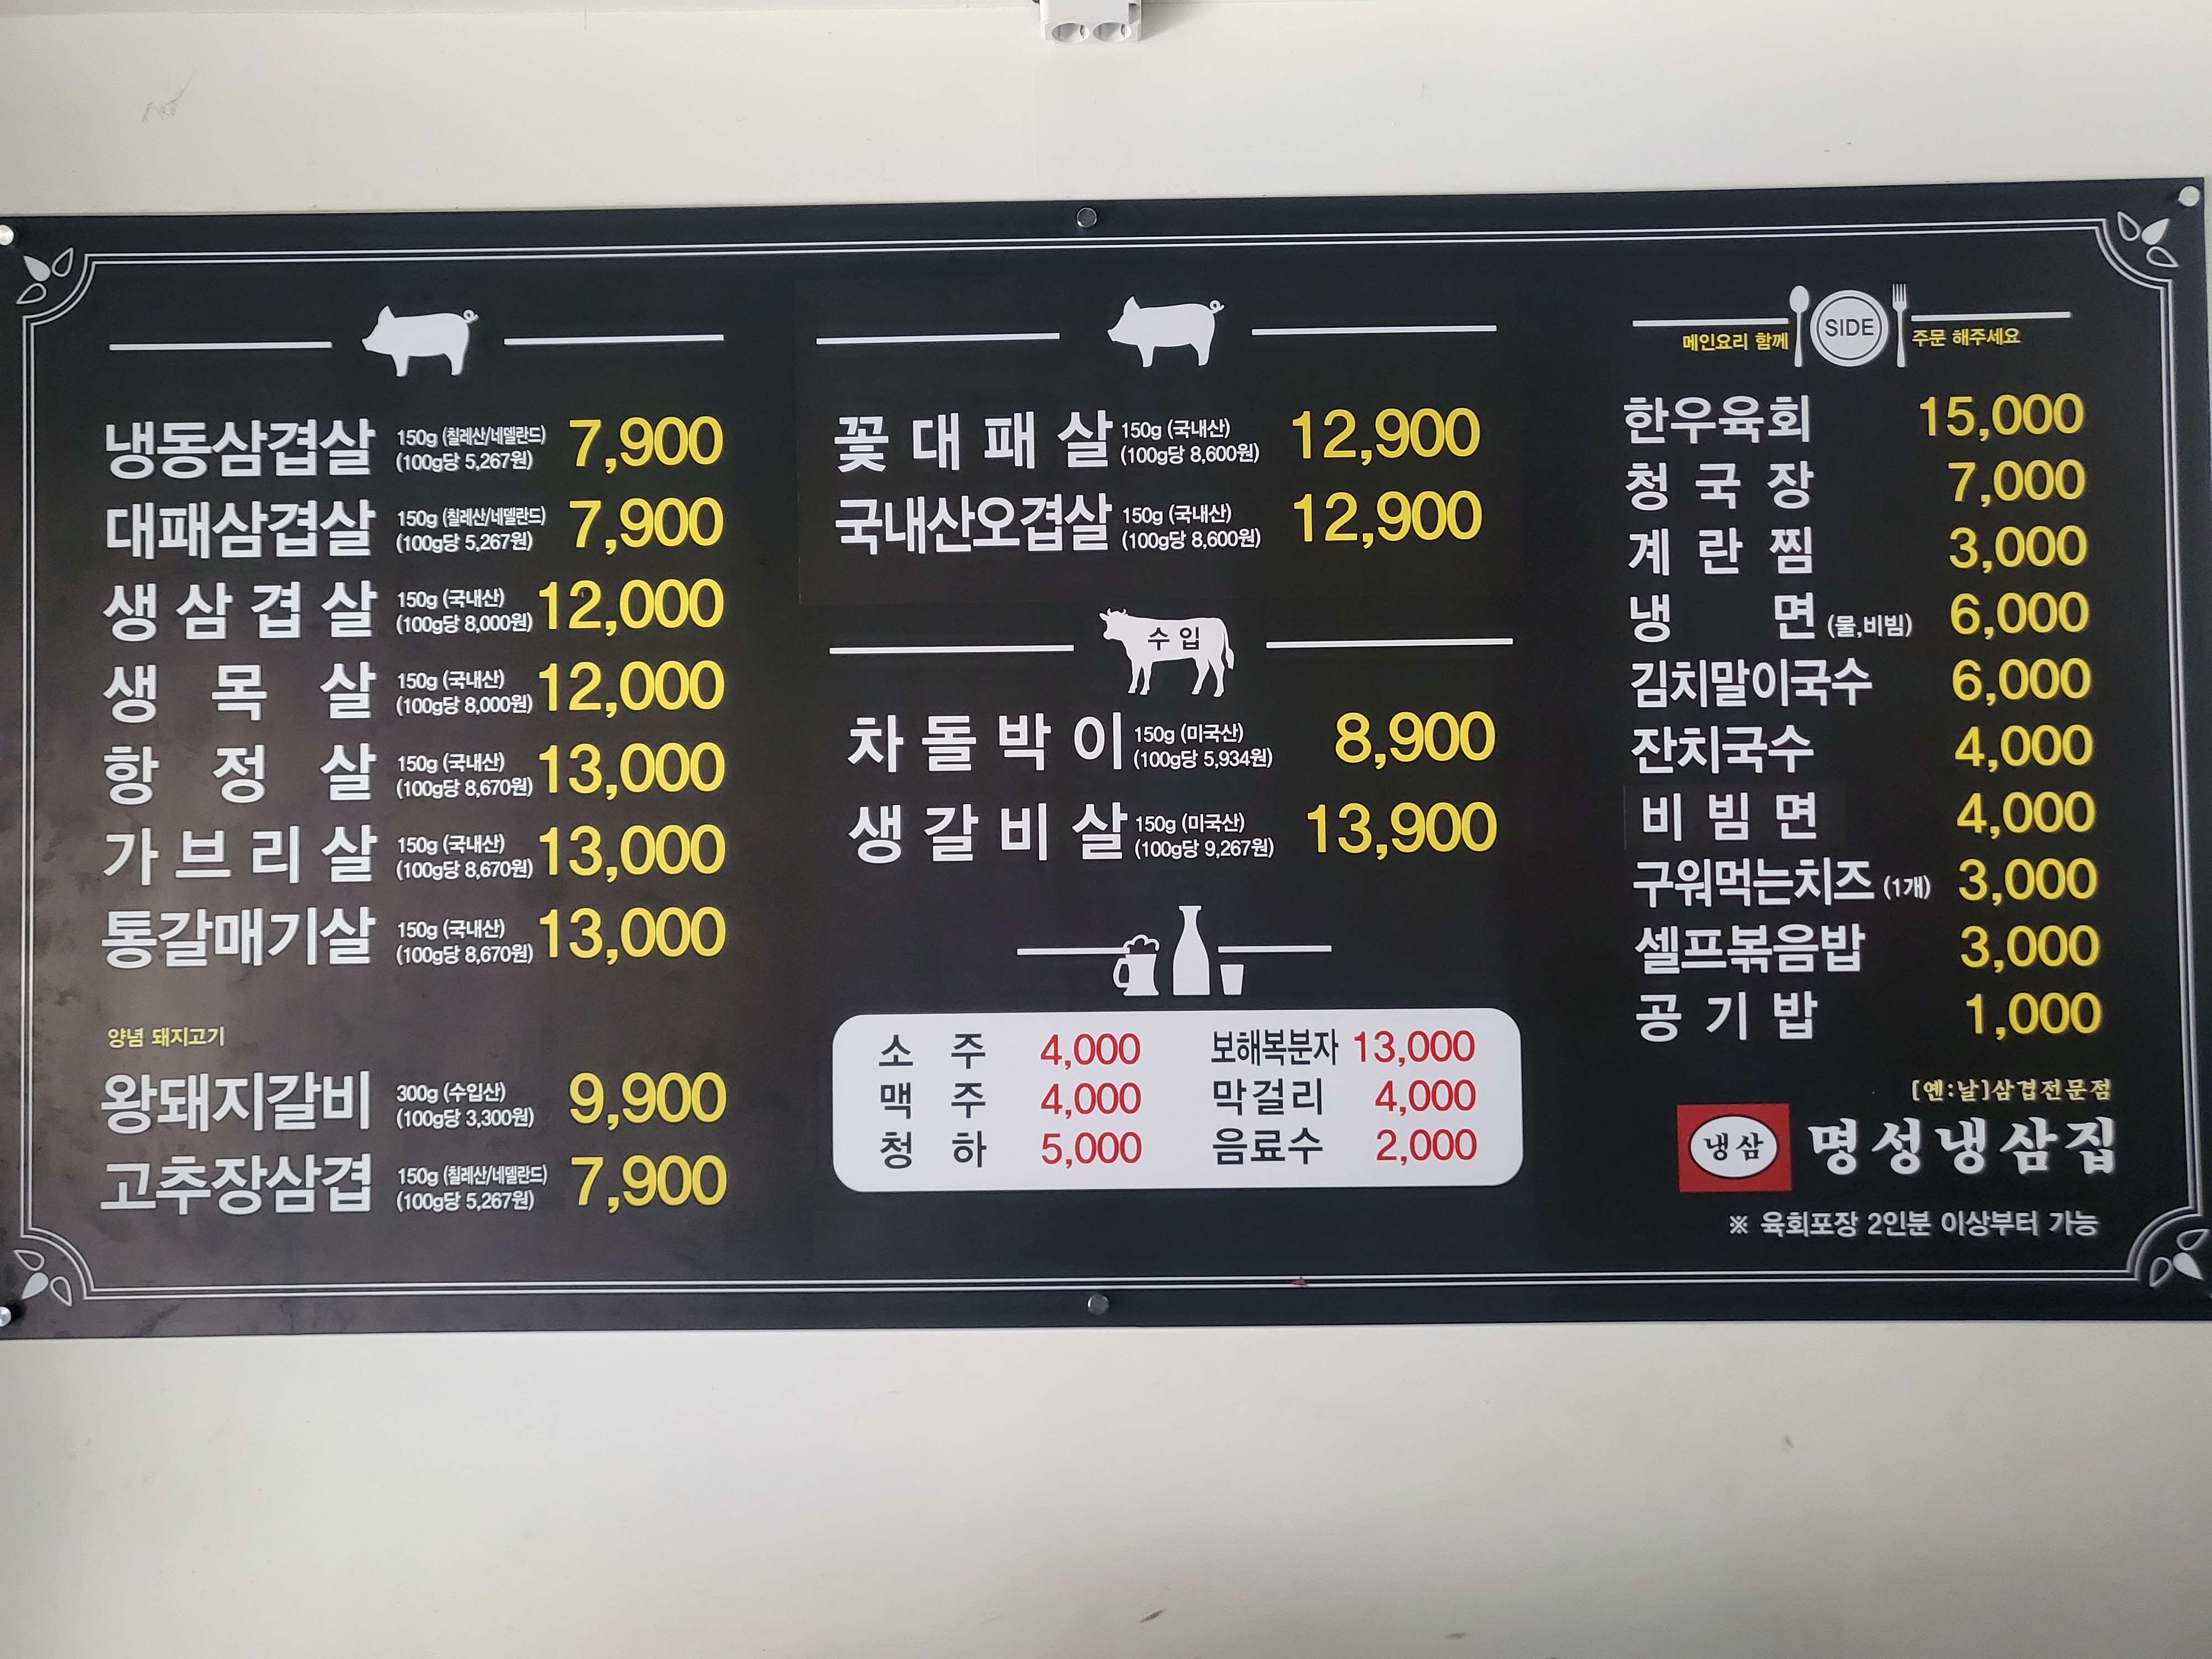 냉동삼겹살 150g (칠레산/네델란드) 7,900
(100g당 5,267원)
대패삼겹살 150g (칠레산/네델란드) 7,900
(100g당 5,267원)
생삼겹살 150g (국내산) 12,000
(100g당 8,000원)
생목살 150g (국내산) 12,000
(100g당 8,000원)
항정살 150g (국내산) 13,000
(100g당 8,670원)
가브리살 150g (국내산) 13,000
(100g당 8,670원)
통갈매기살 150g (국내산) 13,000
(100g당 8,670원)
양념 돼지고기
왕돼지갈비 300g (수입산) 9,900
(100g당 3,300원)
고추장삼겹 150g (칠레산/네델란드) 7,900
(100g당 5,267원)
꽃대패살 150g (국내산) 12,900
(100g당 8,600원)
국내산오겹살 150g (국내산) 12,900
(100g당 8,600원)
수입
차돌박이 150g (미국산) 8,900
(100g당 5,934원)
생갈비살 150g (미국산) 13,900
(100g당 9,267원)
소주 4,000 보해복분자 13,000
맥주 4,000 막걸리 4,000
청하 5,000 음료수 2,000
메인요리 함께 SIDE 주문 해주세요
한우육회 15,000
청국장 7,000
계란찜 3,000
냉면 (물,비빔) 6,000
김치말이국수 6,000
잔치국수 4,000
비빔면 4,000
구워먹는치즈 (1개) 3,000
셀프볶음밥 3,000
공기밥 1,000
[옌:날]삼겹전문점
냉삼 명성냉삼집
※ 육회포장 2인분 이상부터 가능